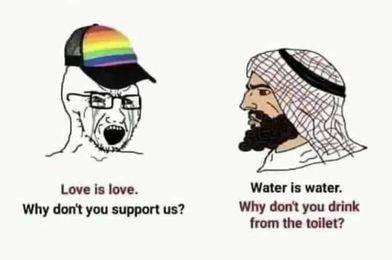 Love is love.
Why don't you support us?
Water is water.
Why don't you drink
from the toilet?